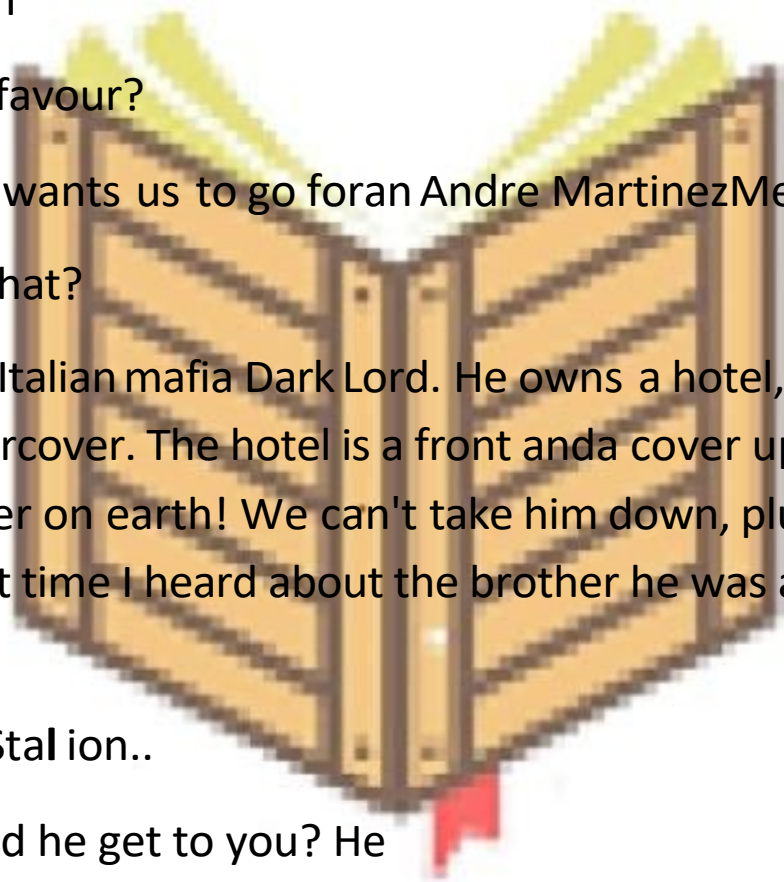 favour?
wants us to go foran Andre MartinezMe
hat?
Italian mafia Dark Lord. He owns a hotel,
rcover. The hotel is a front anda cover up
er on earth! We can't take him down, plu
t time I heard about the brother he was a
Stal ion..
d he get to you? He